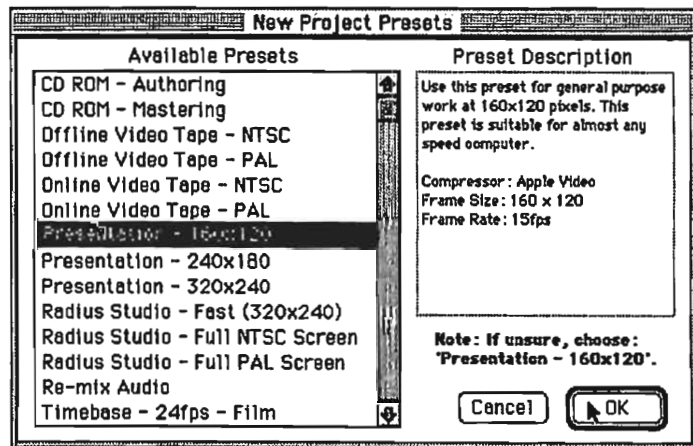 New Project Presets
Available Presets
CD ROM - Authoring
CD ROM - Mastering
Offline Video Tape - NTSC
Offline Video Tape - PAL
Online Video Tape - NTSC
Online Video Tape - PAL
Presentation - 160x120
Presentation - 240x180
Presentation - 320x240
Radius Studio - Fast (320x240)
Radius Studio - Full NTSC Screen
Radius Studio - Full PAL Screen
Re-mix Audio
Timebase - 24fps - Film
Preset Description
Use this preset for general purpose
work at 160x120 pixels. This
preset is suitable for almost any
speed computer.
Compressor: Apple Video
Frame Size: 160 x 120
Frame Rate: 15fps
Note: If unsure, choose:
"Presentation - 160x120".
Cancel
OK